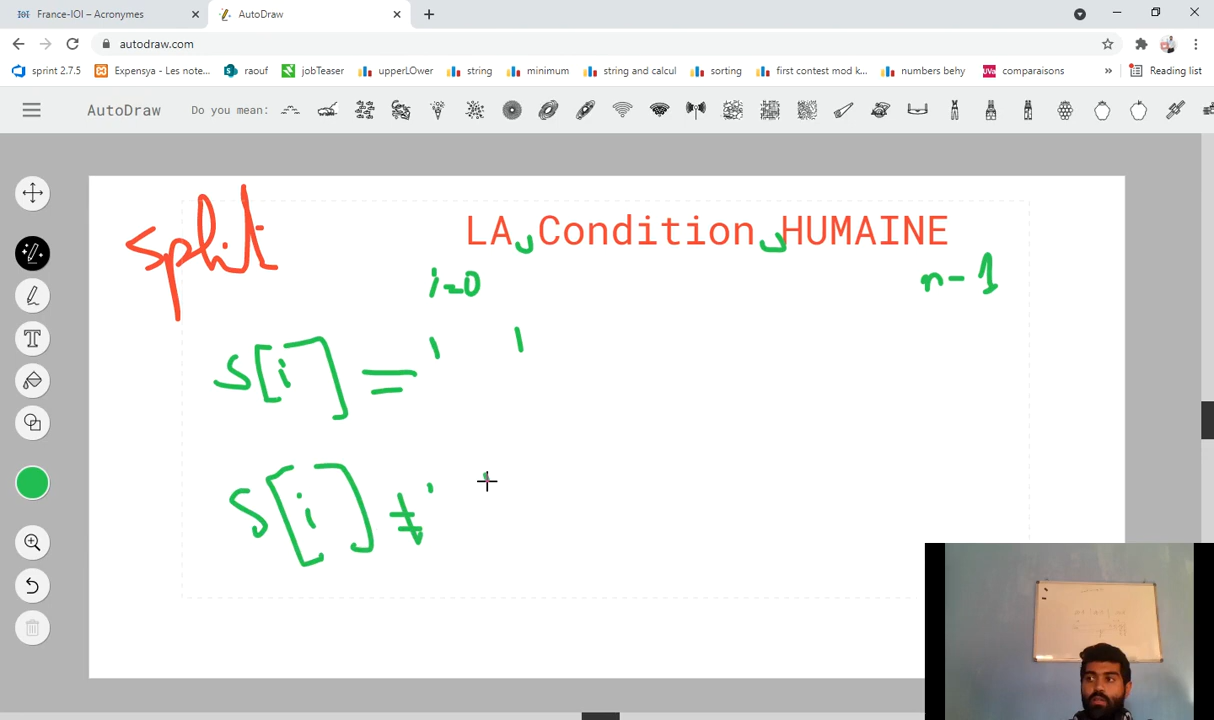 France-IOI – Acronymes
AutoDraw
autodraw.com
sprint 2.7.5
Expensya - Les note...
raouf
jobTeaser
upperLOwer
string
minimum
string and calcul
sorting
first contest mod k...
numbers behy
comparaisons
»
Reading list
AutoDraw
Do you mean:
split
LA Condition HUMAINE
i=0
n-1
s[i] = ' '
s[i] ≠ ' '